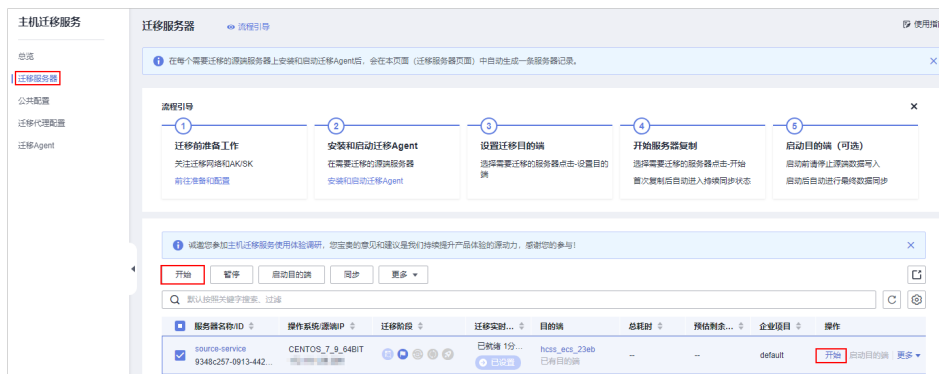 主机迁移服务
总览
迁移服务器
公共配置
迁移代理配置
迁移Agent
迁移服务器
流程引导
使用指
在每个需要迁移的源端服务器上安装和启动迁移Agent后，会在本页面（迁移服务器页面）中自动生成一条服务器记录。
流程引导
1 2 3 4 5
迁移前准备工作 安装和启动迁移Agent 设置迁移目的端 开始服务器复制 启动目的端（可选）
关注迁移网络和AK/SK 在需要迁移的源端服务器 选择需要迁移的服务器点击-设置目的端 选择需要迁移的服务器点击-开始 启动前请停止源端数据写入
前往准备和配置 安装和启动迁移Agent 首次复制后自动进入持续同步状态 启动后自动进行最终数据同步
诚邀您参加主机迁移服务使用体验调研，您宝贵的意见和建议是我们持续提升产品体验的源动力，感谢您的参与！
开始 暂停 启动目的端 同步 更多
默认按照关键字搜索、过滤
服务器名称/ID 操作系统/源端IP 迁移阶段 迁移实时... 目的端 总耗时 预估剩余... 企业项目 操作
source-service CENTOS_7_9_64BIT 已就绪 1分... hcss_ecs_23eb -- -- default 开始 启动目的端 更多
9348c257-0913-442... 已设置 已有目的端